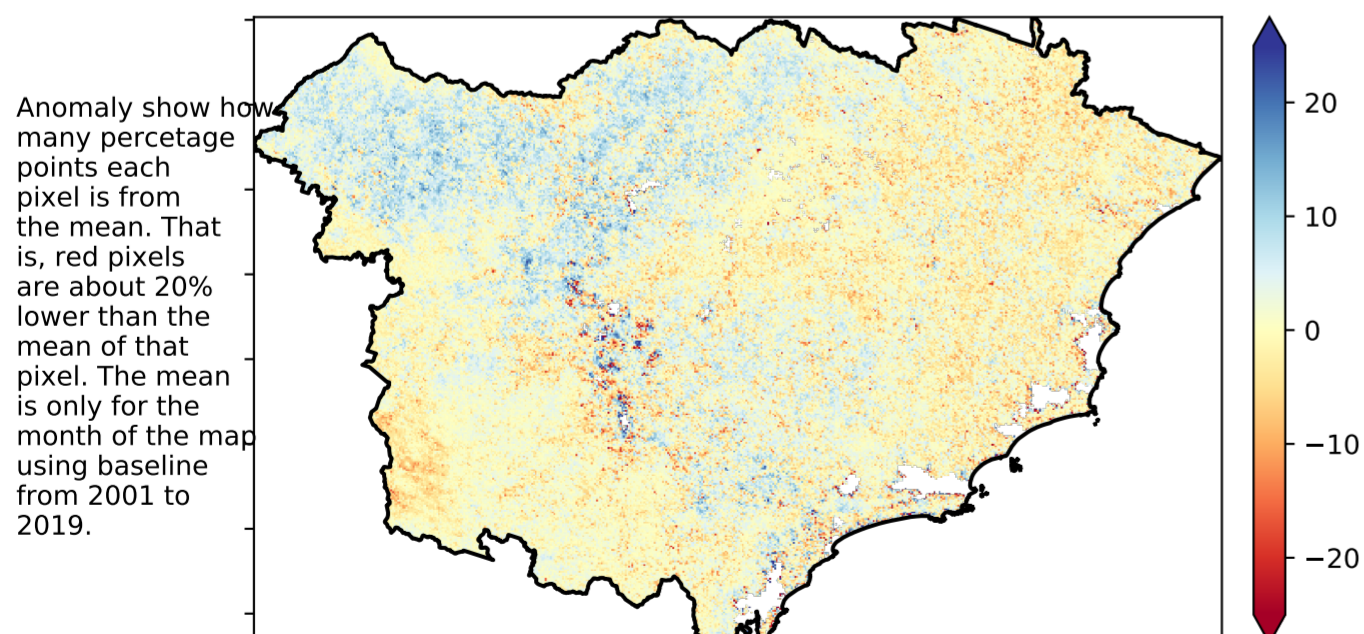 Anomaly show how
many percetage
points each
pixel is from
the mean. That
is, red pixels
are about 20%
lower than the
mean of that
pixel. The mean
is only for the
month of the map
using baseline
from 2001 to
2019.
20
10
0
−10
−20